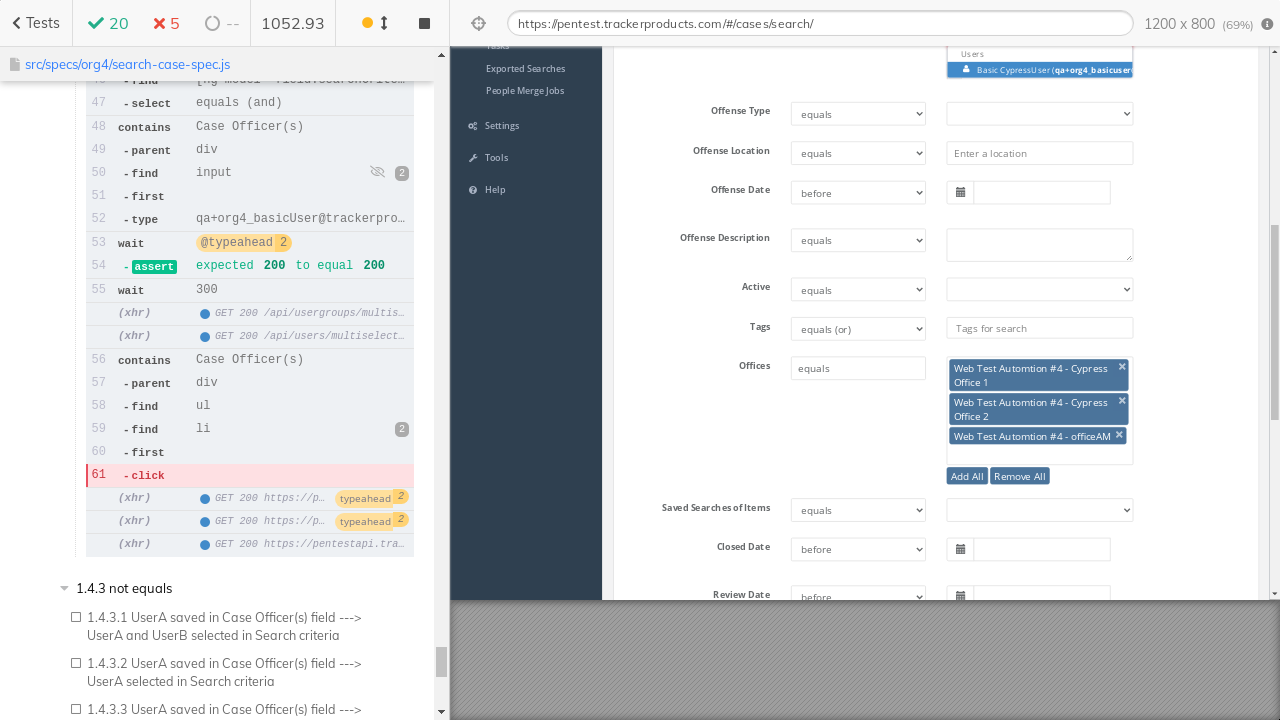 Tests
20
5
--
1052.93
https://pentest.trackerproducts.com/#/cases/search/
1200 x 800 (69%)
src/specs/org4/search-case-spec.js
47 - select equals (and)
48 contains Case Officer(s)
49 - parent div
50 - find input 2
51 - first
52 - type qa+org4_basicUser@trackerpro…
53 wait @typeahead 2
54 - assert expected 200 to equal 200
55 wait 300
(xhr) GET 200 /api/usergroups/multis…
(xhr) GET 200 /api/users/multiselect…
56 contains Case Officer(s)
57 - parent div
58 - find ul
59 - find li 2
60 - first
61 - click
(xhr) GET 200 https://p… typeahead 2
(xhr) GET 200 https://p… typeahead 2
(xhr) GET 200 https://pentestapi.tra…
1.4.3 not equals
1.4.3.1 UserA saved in Case Officer(s) field --->
UserA and UserB selected in Search criteria
1.4.3.2 UserA saved in Case Officer(s) field --->
UserA selected in Search criteria
1.4.3.3 UserA saved in Case Officer(s) field --->
Exported Searches
People Merge Jobs
Settings
Tools
Help
Users
Basic CypressUser (qa+org4_basicuser
Offense Type equals
Offense Location equals Enter a location
Offense Date before
Offense Description equals
Active equals
Tags equals (or) Tags for search
Offices equals
Web Test Automtion #4 - Cypress
Office 1
×
Web Test Automtion #4 - Cypress
Office 2
×
Web Test Automtion #4 - officeAM ×
Add All Remove All
Saved Searches of Items equals
Closed Date before
Review Date before